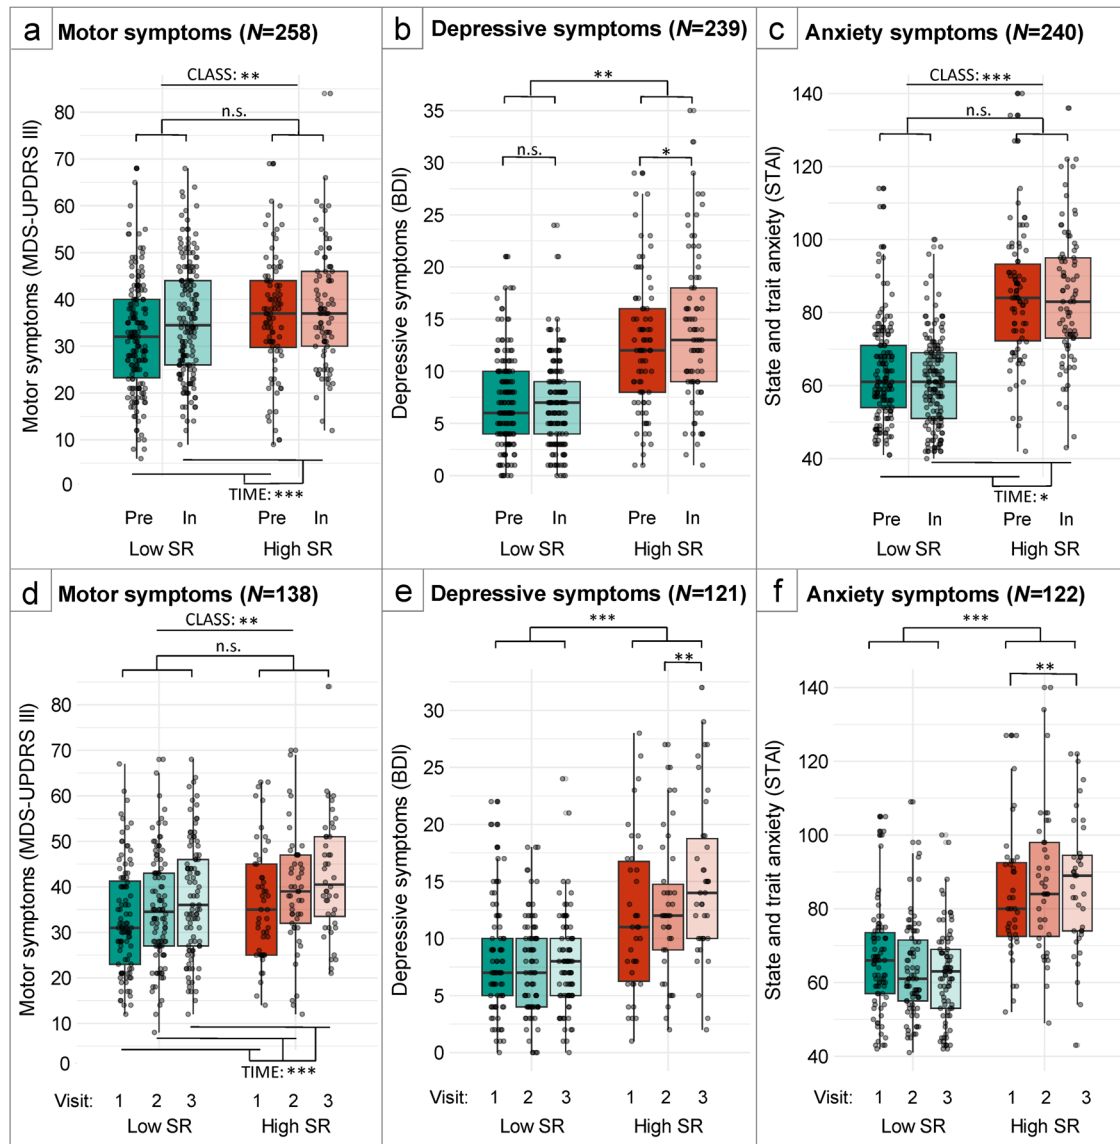 a Motor symptoms (N=258)
CLASS: **
n.s.
Motor symptoms (MDS-UPDRS III)
80
70
60
50
40
30
20
10
0
TIME: ***
Pre In Pre In
Low SR High SR
b Depressive symptoms (N=239)
**
n.s.
*
Depressive symptoms (BDI)
35
30
25
20
15
10
5
0
Pre In Pre In
Low SR High SR
c Anxiety symptoms (N=240)
CLASS: ***
n.s.
State and trait anxiety (STAI)
140
120
100
80
60
40
TIME: *
Pre In Pre In
Low SR High SR
d Motor symptoms (N=138)
CLASS: **
n.s.
Motor symptoms (MDS-UPDRS III)
80
70
60
50
40
30
20
10
0
TIME: ***
Visit: 1 2 3 1 2 3
Low SR High SR
e Depressive symptoms (N=121)
***
**
Depressive symptoms (BDI)
30
25
20
15
10
5
0
1 2 3 1 2 3
Low SR High SR
f Anxiety symptoms (N=122)
***
**
State and trait anxiety (STAI)
140
120
100
80
60
40
1 2 3 1 2 3
Low SR High SR